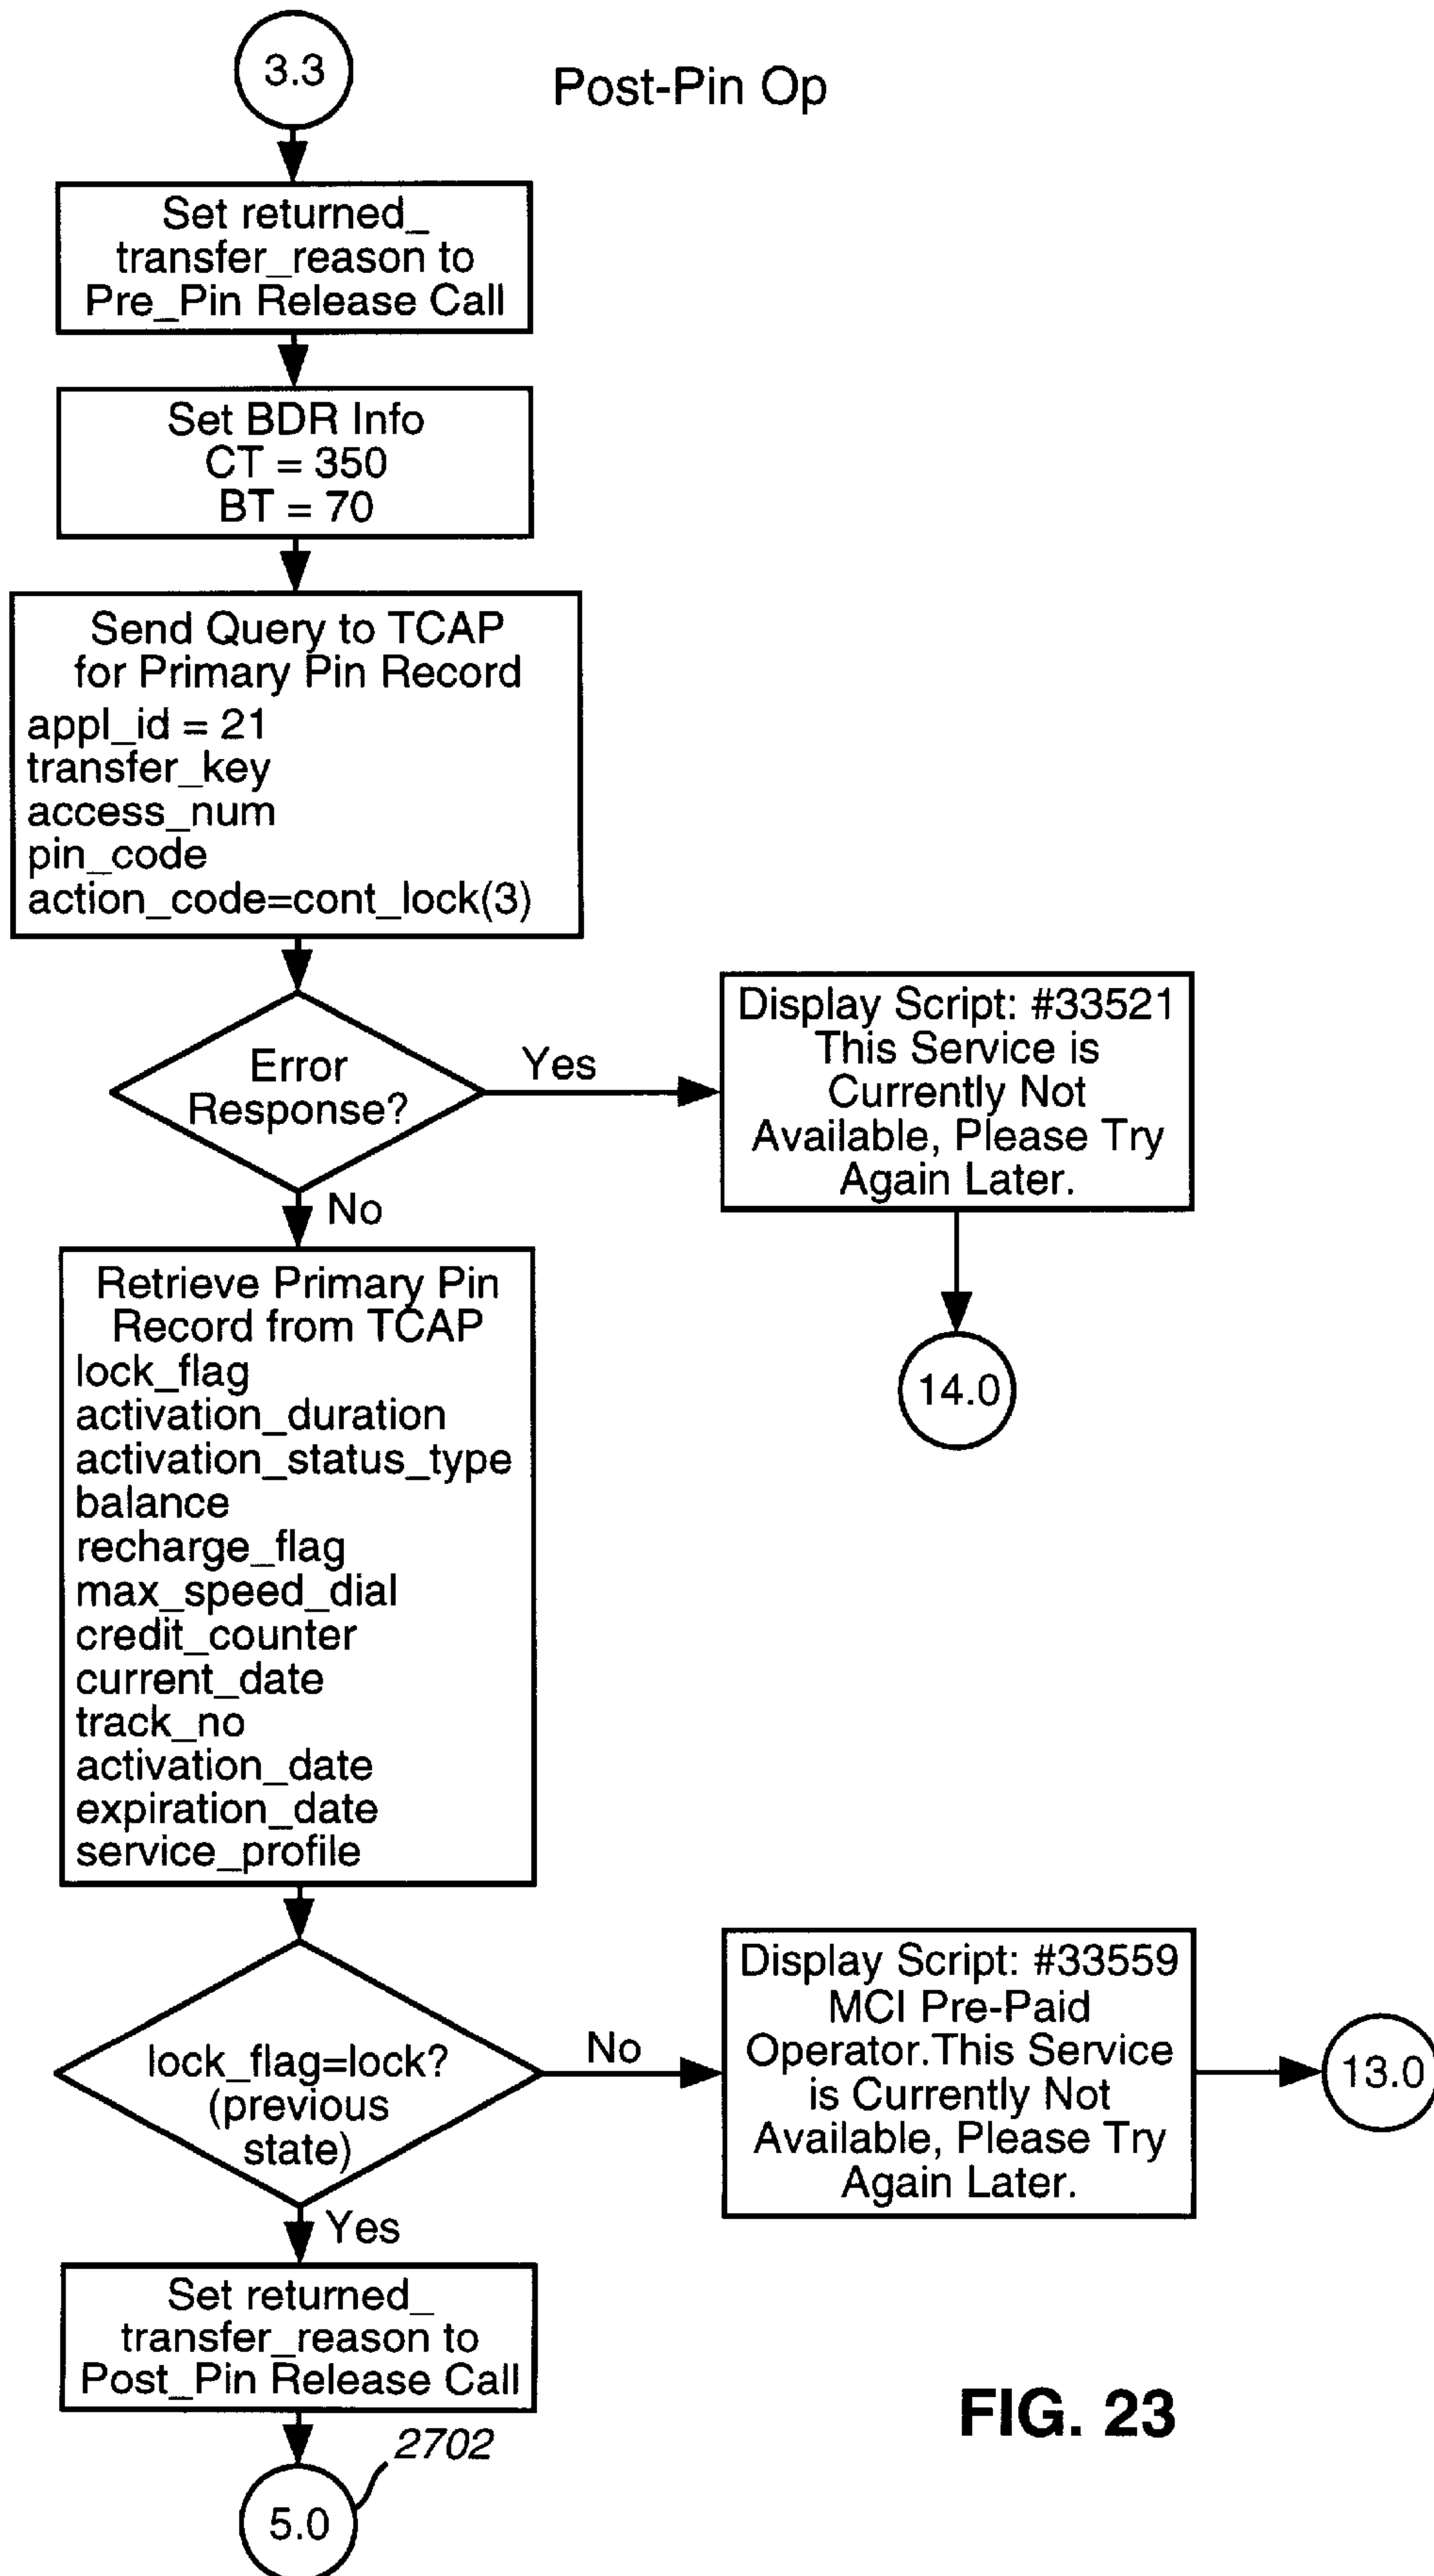 3.3
Post-Pin Op
Set returned_
transfer_reason to
Pre_Pin Release Call
Set BDR Info
CT = 350
BT = 70
Send Query to TCAP
for Primary Pin Record
appl_id = 21
transfer_key
access_num
pin_code
action_code=cont_lock(3)
Error
Response?
Yes
Display Script: #33521
This Service is
Currently Not
Available, Please Try
Again Later.
14.0
No
Retrieve Primary Pin
Record from TCAP
lock_flag
activation_duration
activation_status_type
balance
recharge_flag
max_speed_dial
credit_counter
current_date
track_no
activation_date
expiration_date
service_profile
lock_flag=lock?
(previous
state)
No
Display Script: #33559
MCI Pre-Paid
Operator.This Service
is Currently Not
Available, Please Try
Again Later.
13.0
Yes
Set returned_
transfer_reason to
Post_Pin Release Call
2702
5.0
FIG. 23